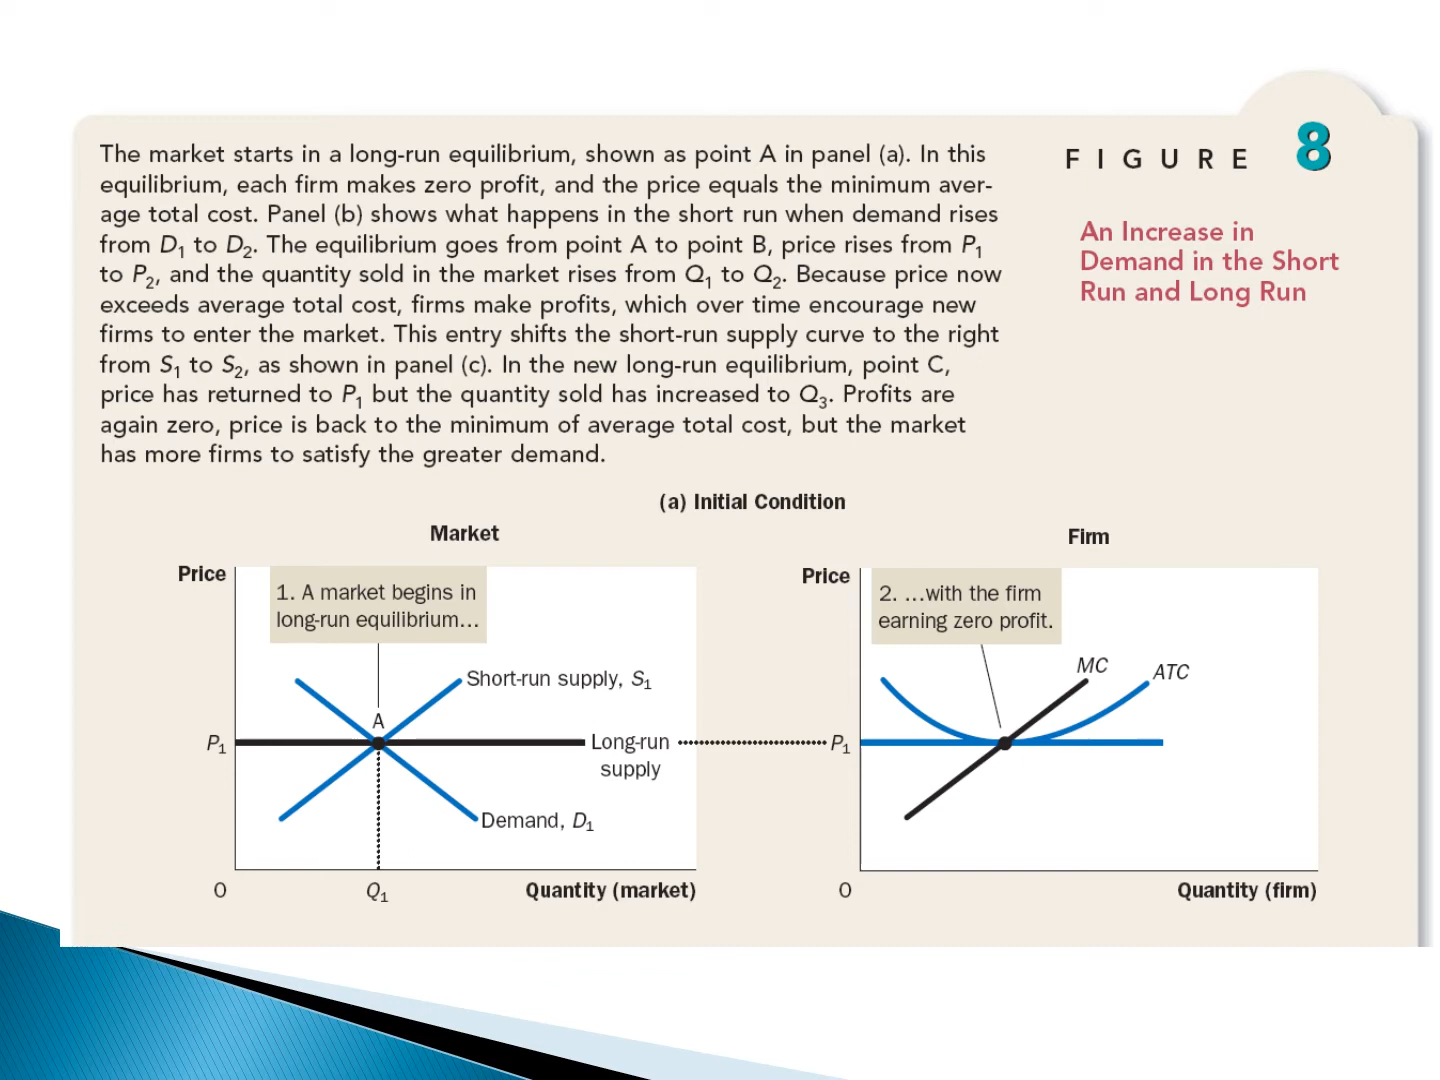 The market starts in a long-run equilibrium, shown as point A in panel (a). In this
equilibrium, each firm makes zero profit, and the price equals the minimum aver-
age total cost. Panel (b) shows what happens in the short run when demand rises
from D₁ to D₂. The equilibrium goes from point A to point B, price rises from P₁
to P₂, and the quantity sold in the market rises from Q₁ to Q₂. Because price now
exceeds average total cost, firms make profits, which over time encourage new
firms to enter the market. This entry shifts the short-run supply curve to the right
from S₁ to S₂, as shown in panel (c). In the new long-run equilibrium, point C,
price has returned to P₁ but the quantity sold has increased to Q₃. Profits are
again zero, price is back to the minimum of average total cost, but the market
has more firms to satisfy the greater demand.
FIGURE 8
An Increase in
Demand in the Short
Run and Long Run
(a) Initial Condition
Market
Price
1. A market begins in
long-run equilibrium…
Short-run supply, S₁
A
P₁
Long-run
supply
Demand, D₁
0
Q₁
Quantity (market)
Firm
Price
2. …with the firm
earning zero profit.
MC
ATC
P₁
0
Quantity (firm)